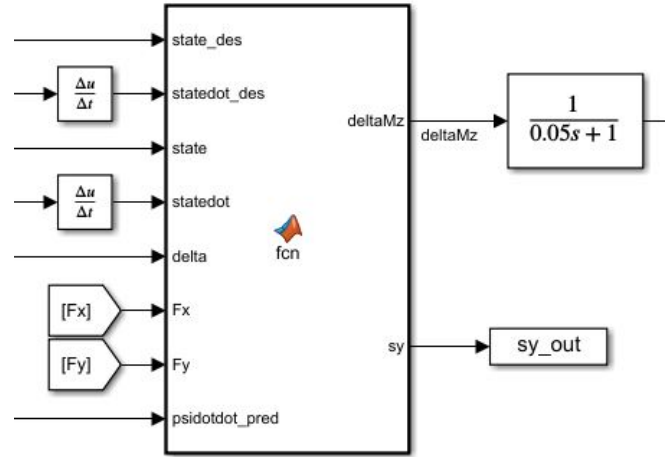 state_des
Δu
Δt
statedot_des
deltaMz
deltaMz
1
0.05s + 1
state
Δu
Δt
statedot
fcn
delta
[Fx]
Fx
sy
sy_out
[Fy]
Fy
psidotdot_pred